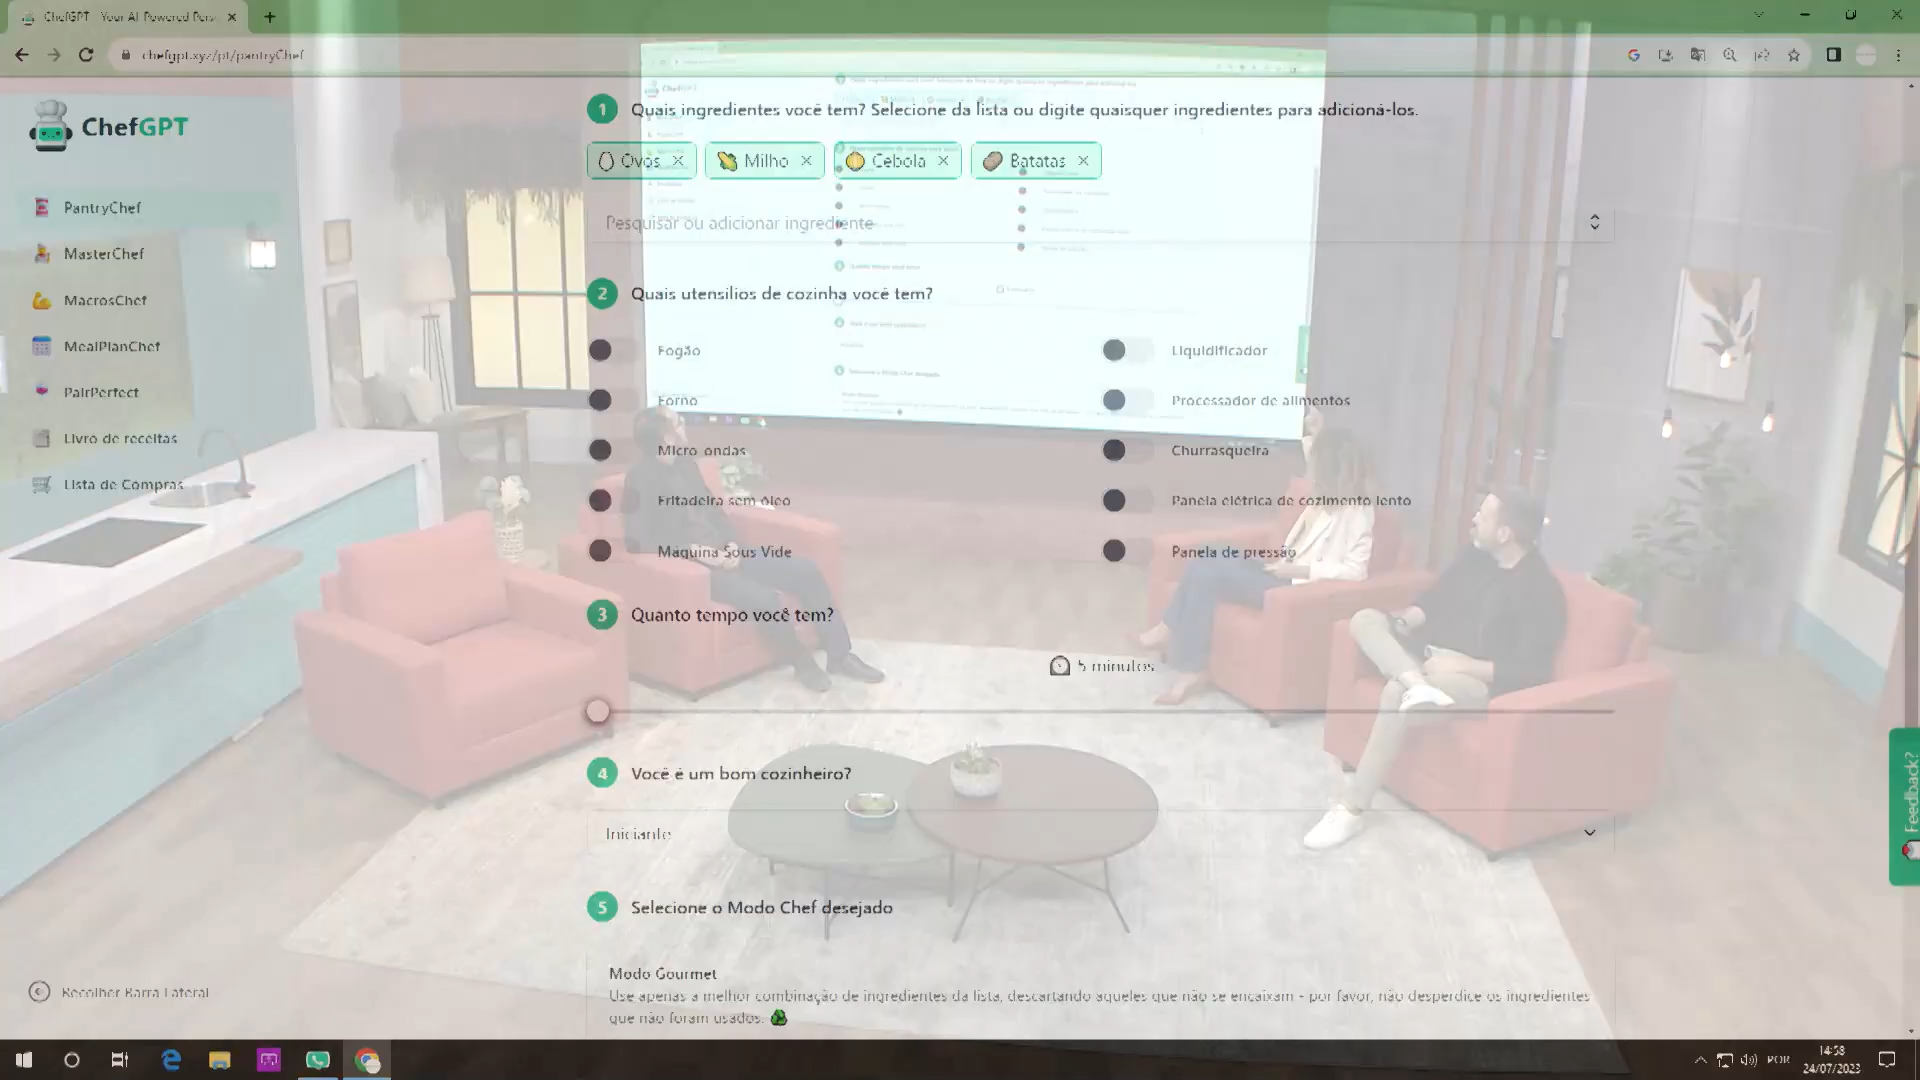 ChefGPT - Your AI-Powered Pers
chefgpt.xyz/pt/pantryChef
ChefGPT
PantryChef
MasterChef
MacrosChef
MealPlanChef
PairPerfect
Livro de receitas
Lista de Compras
Recolher Barra Lateral
1 Quais ingredientes você tem? Selecione da lista ou digite quaisquer ingredientes para adicioná-los.
Ovos × Milho × Cebola × Batatas ×
Pesquisar ou adicionar ingrediente
2 Quais utensílios de cozinha você tem?
Fogão Liquidificador
Forno Processador de alimentos
Micro-ondas Churrasqueira
Fritadeira sem óleo Panela elétrica de cozimento lento
Máquina Sous Vide Panela de pressão
3 Quanto tempo você tem?
5 minutos
4 Você é um bom cozinheiro?
Iniciante
5 Selecione o Modo Chef desejado
Modo Gourmet
Use apenas a melhor combinação de ingredientes da lista, descartando aqueles que não se encaixam - por favor, não desperdice os ingredientes
que não foram usados.
Feedback?
POR
14:58
24/07/2023